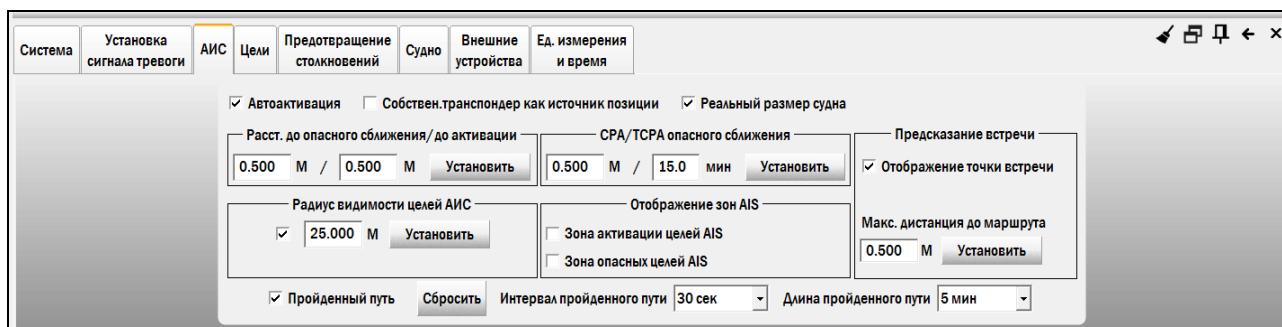 Система
Установка
сигнала тревоги
АИС
Цели
Предотвращение
столкновений
Судно
Внешние
устройства
Ед. измерения
и время
Автоактивация
Собствен.транспондер как источник позиции
Реальный размер судна
Расст. до опасного сближения/до активации
0.500 М / 0.500 М Установить
CPA/TCPA опасного сближения
0.500 М / 15.0 мин Установить
Предсказание встречи
Отображение точки встречи
Макс. дистанция до маршрута
0.500 М Установить
Радиус видимости целей АИС
25.000 М Установить
Отображение зон AIS
Зона активации целей AIS
Зона опасных целей AIS
Пройденный путь Сбросить Интервал пройденного пути 30 сек Длина пройденного пути 5 мин